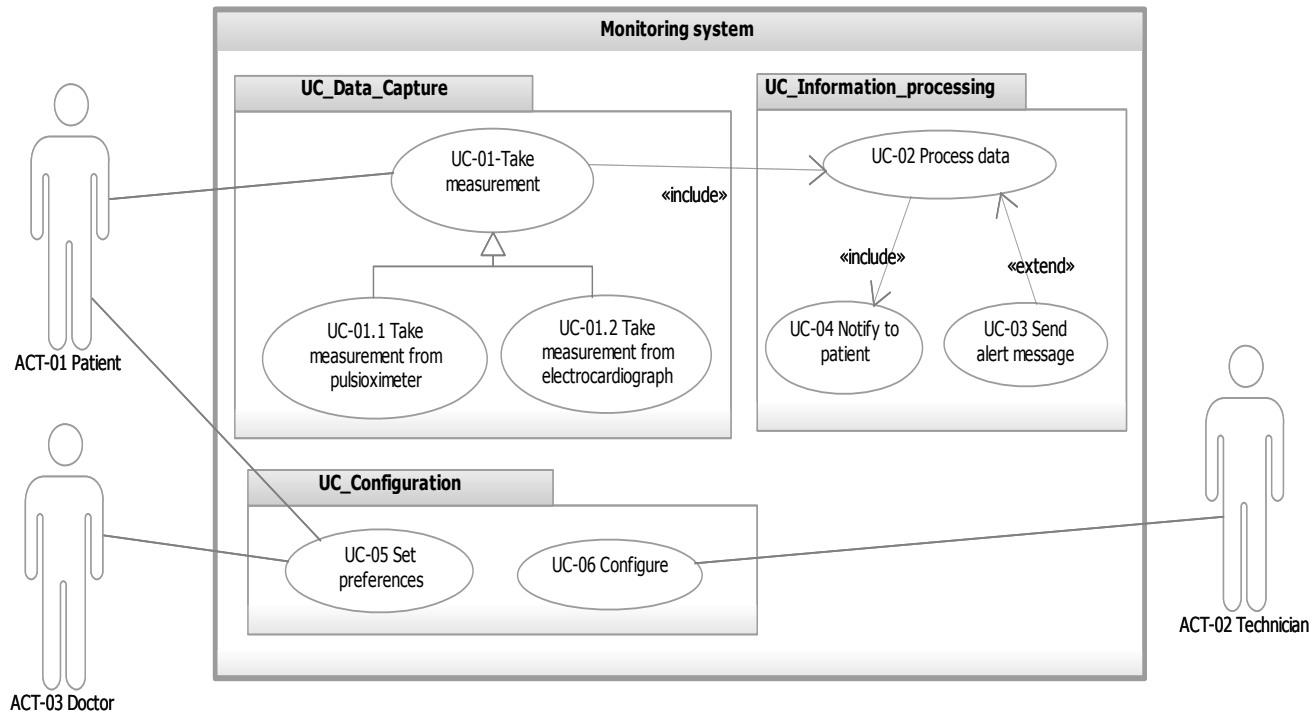 Monitoring system
UC_Data_Capture
UC-01-Take
measurement
UC-01.1 Take
measurement from
pulsioximeter
UC-01.2 Take
measurement from
electrocardiograph
«include»
UC_Information_processing
UC-02 Process data
«include»
«extend»
UC-04 Notify to
patient
UC-03 Send
alert message
ACT-01 Patient
UC_Configuration
UC-05 Set
preferences
UC-06 Configure
ACT-02 Technician
ACT-03 Doctor